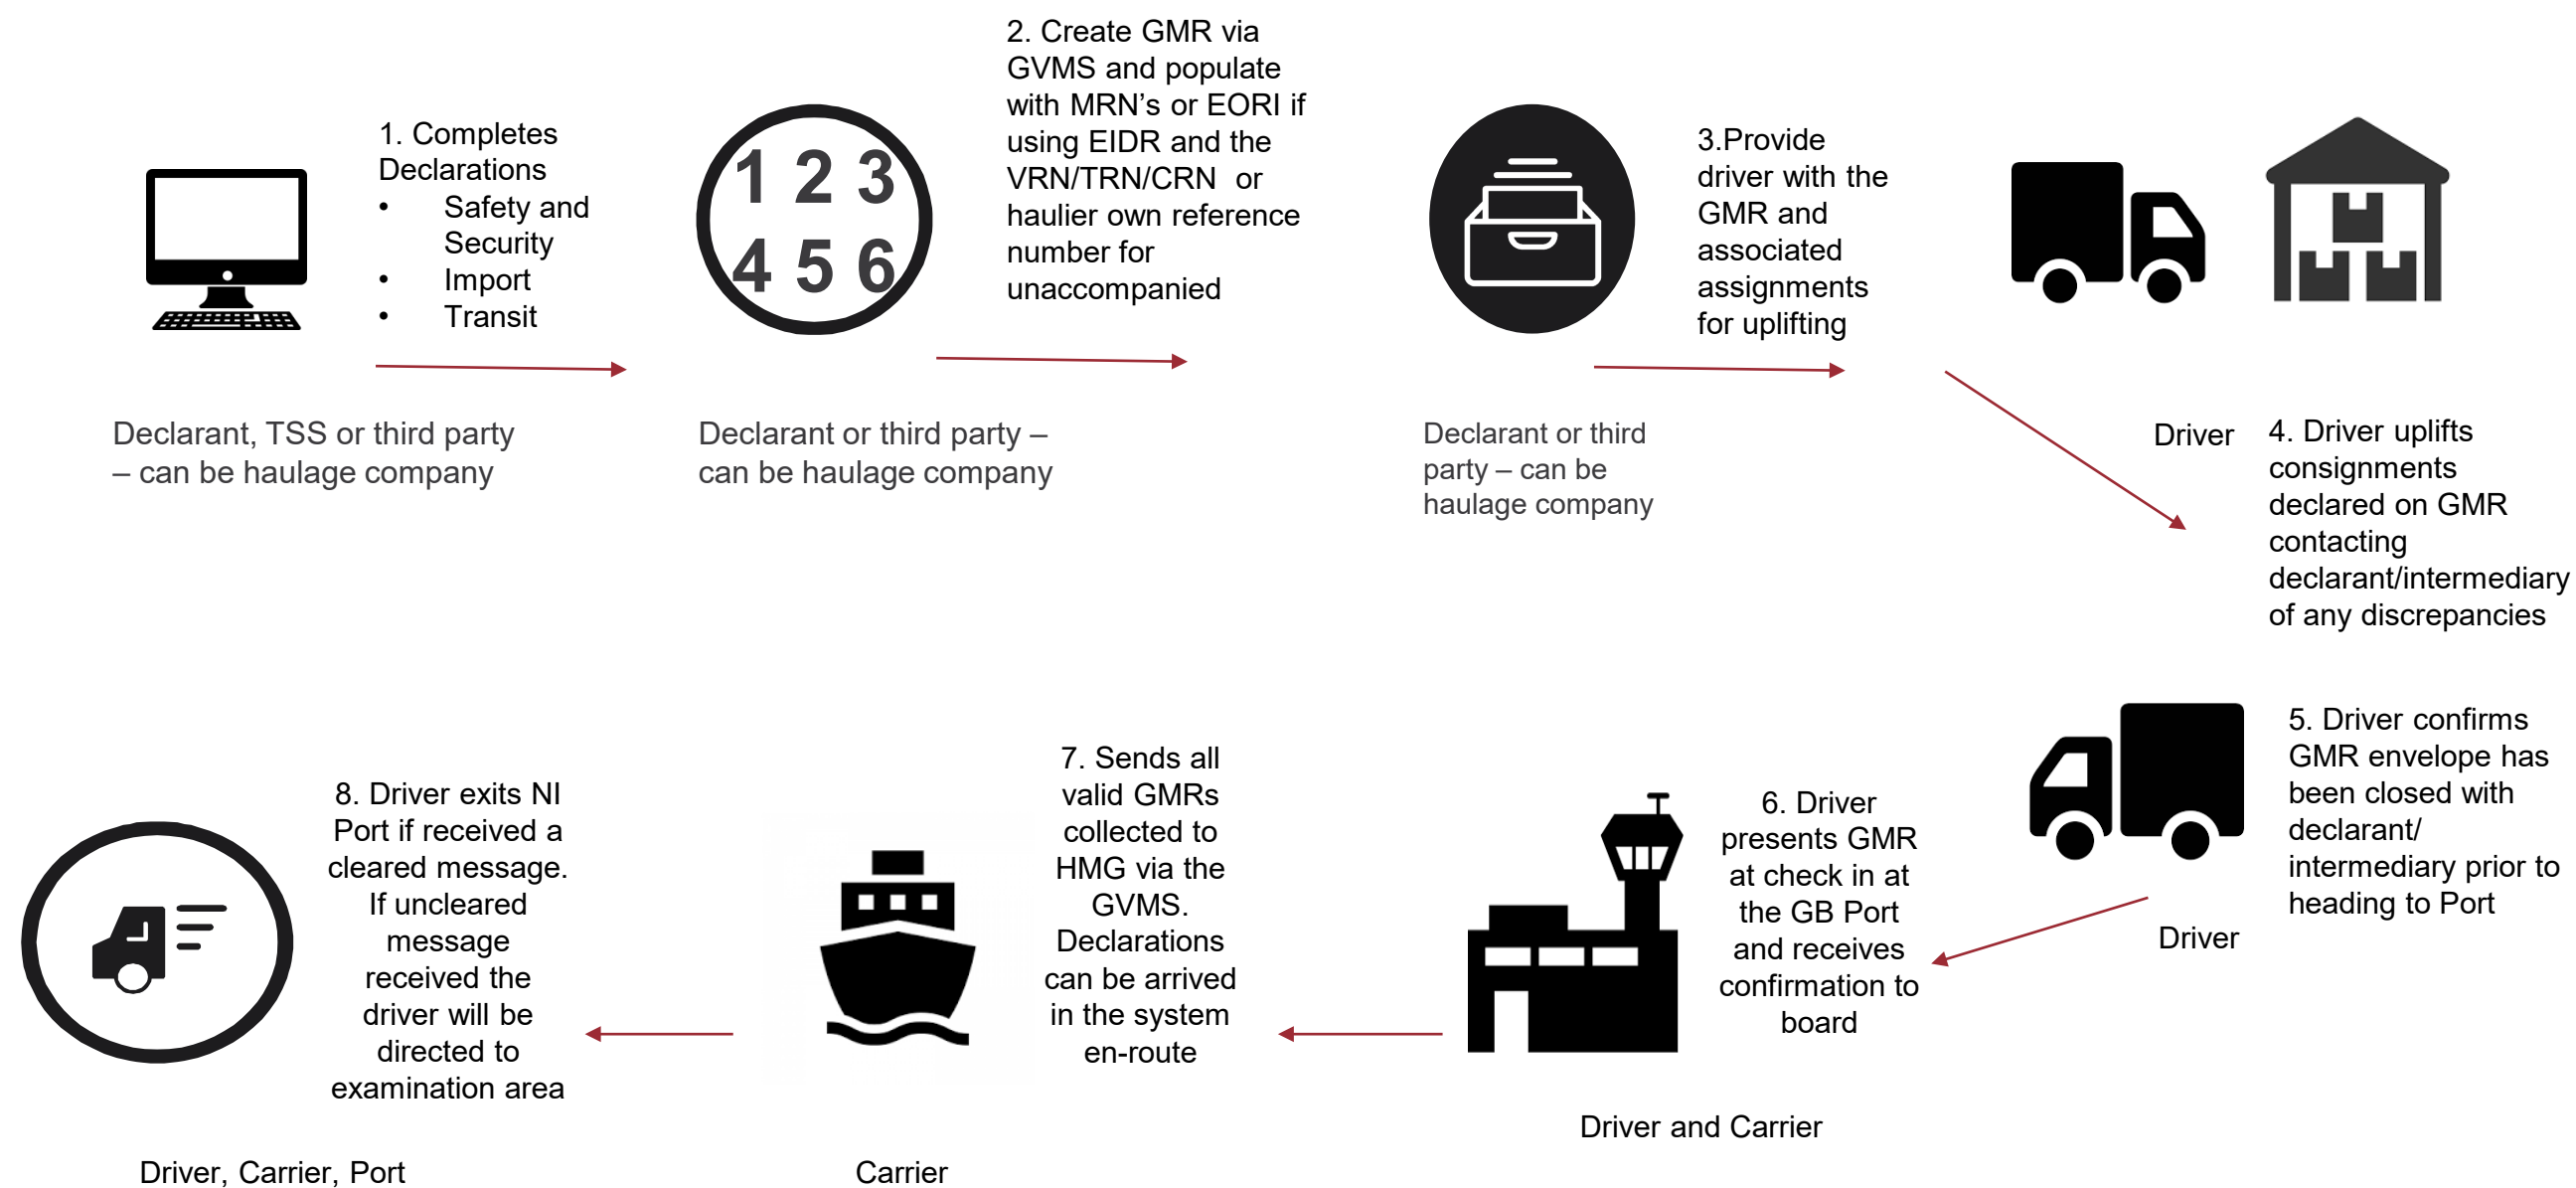 1. Completes
Declarations
• Safety and
Security
• Import
• Transit
Declarant, TSS or third party
– can be haulage company
1 2 3
4 5 6
2. Create GMR via
GVMS and populate
with MRN’s or EORI if
using EIDR and the
VRN/TRN/CRN  or
haulier own reference
number for
unaccompanied
Declarant or third party –
can be haulage company
3.Provide
driver with the
GMR and
associated
assignments
for uplifting
Declarant or third
party – can be
haulage company
Driver
4. Driver uplifts
consignments
declared on GMR
contacting
declarant/intermediary
of any discrepancies
5. Driver confirms
GMR envelope has
been closed with
declarant/
intermediary prior to
heading to Port
Driver
6. Driver
presents GMR
at check in at
the GB Port
and receives
confirmation to
board
Driver and Carrier
7. Sends all
valid GMRs
collected to
HMG via the
GVMS.
Declarations
can be arrived
in the system
en-route
Carrier
8. Driver exits NI
Port if received a
cleared message.
If uncleared
message
received the
driver will be
directed to
examination area
Driver, Carrier, Port